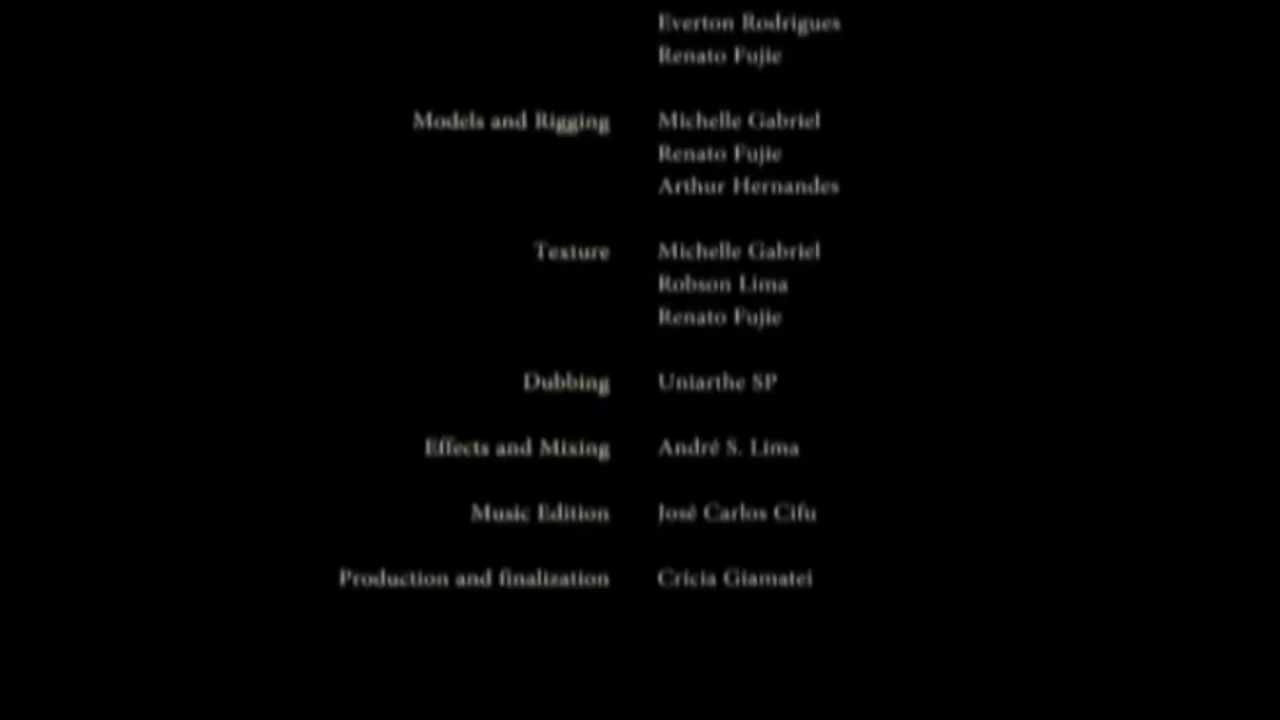 Everton Rodrigues
Renato Fujie
Models and Rigging Michelle Gabriel
Renato Fujie
Arthur Hernandes
Texture Michelle Gabriel
Robson Lima
Renato Fujie
Dubbing Uniarthe SP
Effects and Mixing André S. Lima
Music Edition José Carlos Cifu
Production and finalization Crícia Giamatei